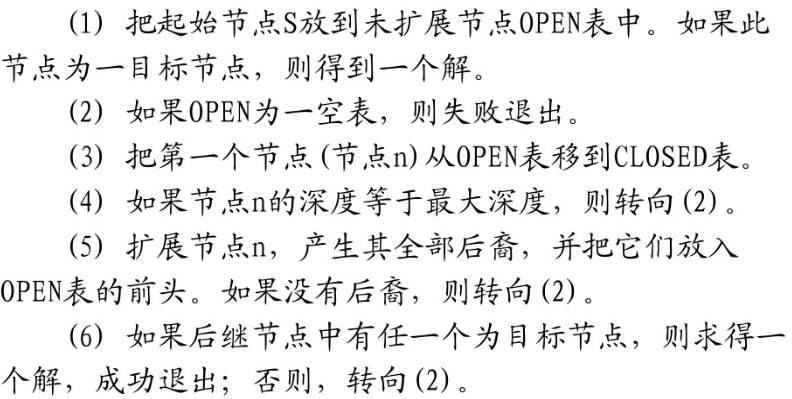 (1) 把起始节点S放到未扩展节点OPEN表中。如果此
节点为一目标节点，则得到一个解。
(2) 如果OPEN为一空表，则失败退出。
(3) 把第一个节点(节点n)从OPEN表移到CLOSED表。
(4) 如果节点n的深度等于最大深度，则转向(2)。
(5) 扩展节点n，产生其全部后裔，并把它们放入
OPEN表的前头。如果没有后裔，则转向(2)。
(6) 如果后继节点中有任一个为目标节点，则求得一
个解，成功退出；否则，转向(2)。